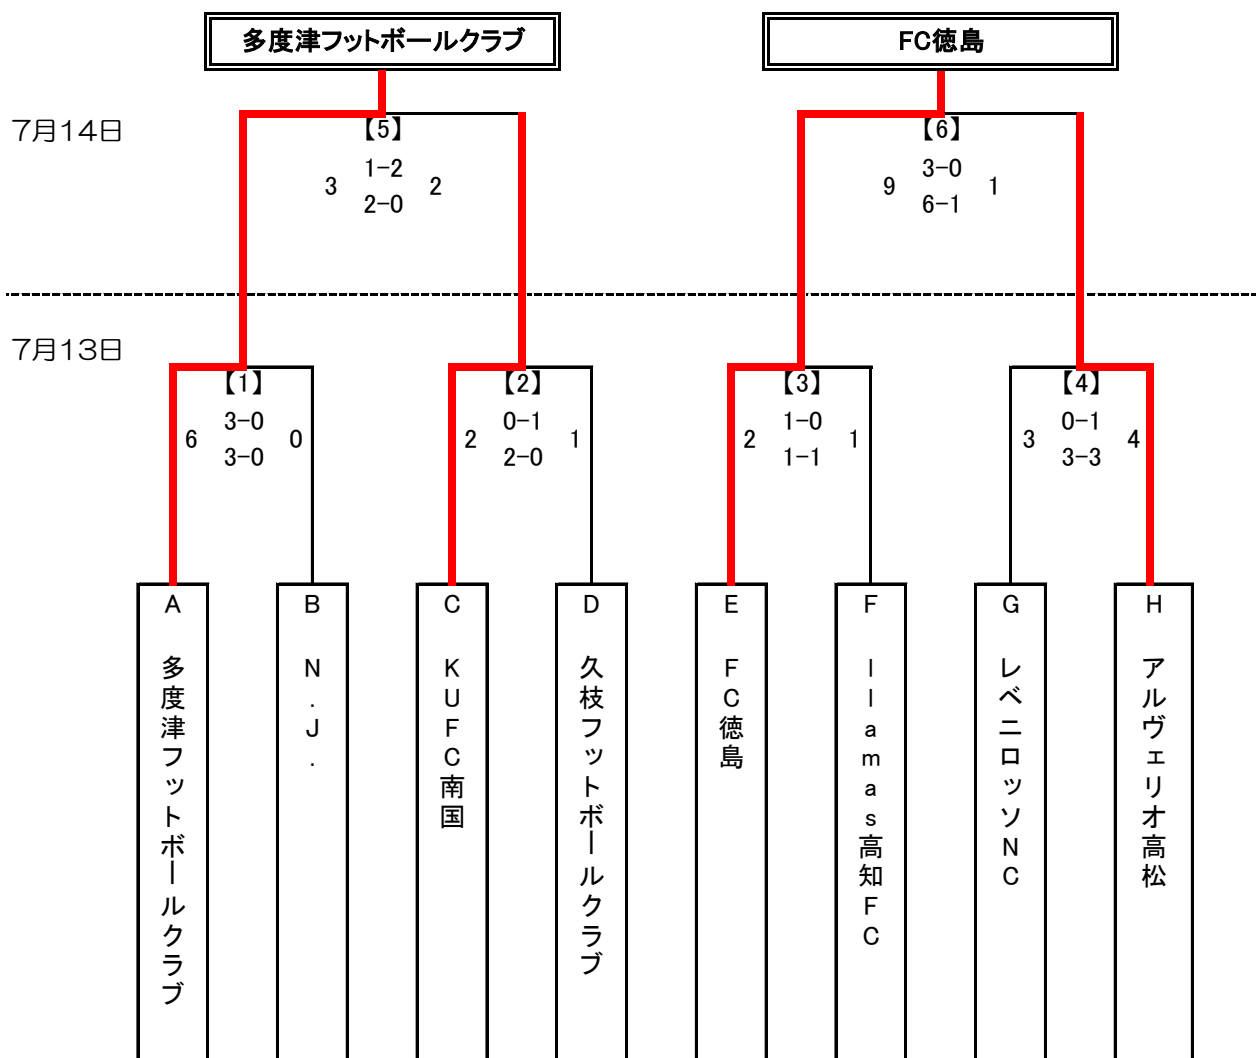 多度津フットボールクラブ
FC徳島
7月14日
【5】
1-2
3
2
2-0
【6】
3-0
9
1
6-1
7月13日
【1】
3-0
6
0
3-0
【2】
0-1
2
1
2-0
【3】
1-0
2
1
1-1
【4】
0-1
3
4
3-3
A
多度津フットボールクラブ
B
N.J.
C
KUFC南国
D
久枝フットボールクラブ
E
FC徳島
F
llamas高知FC
G
レベニロッソNC
H
アルヴェリオ高松